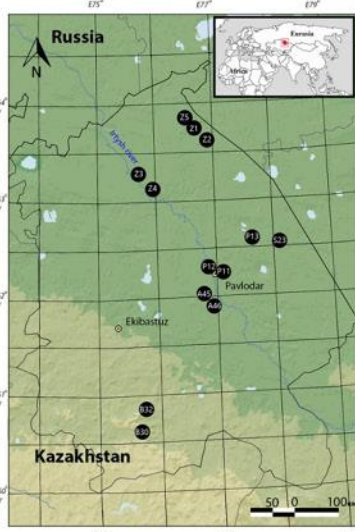 E75° E77° E79°
Russia
Eurasia
Africa
N
Z5
Z1
Z2
Irtysh river
Z3
Z4
P13
S23
P12
P11
Pavlodar
A45
A46
Ekibastuz
B32
B30
Kazakhstan
50 0 100